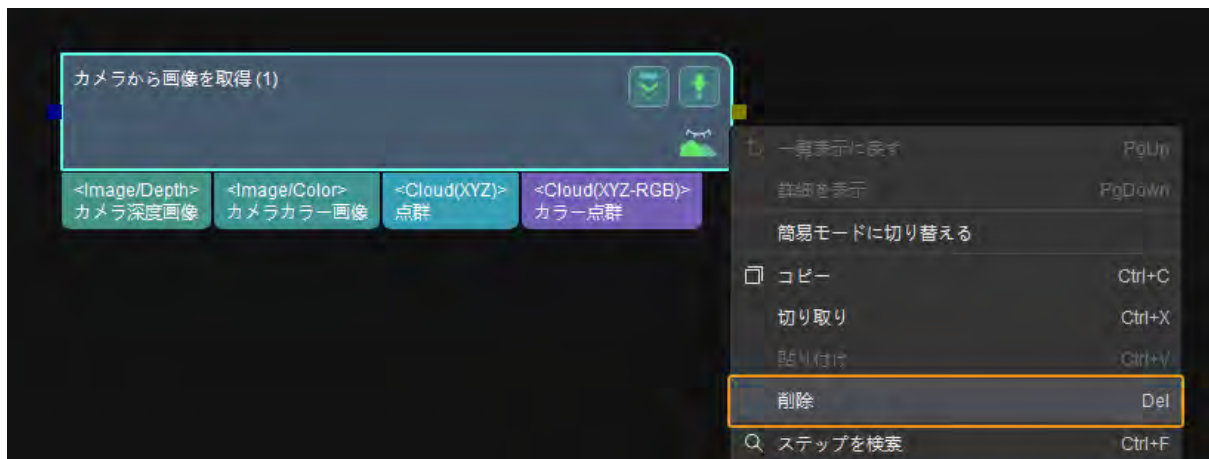 カメラから画像を取得 (1)
<Image/Depth>
カメラ深度画像
<Image/Color>
カメラカラー画像
<Cloud(XYZ)>
点群
<Cloud(XYZ-RGB)>
カラー点群
一覧表示に戻す PgUp
詳細を表示 PgDown
簡易モードに切り替える
コピー Ctrl+C
切り取り Ctrl+X
貼り付け Ctrl+V
削除 Del
ステップを検索 Ctrl+F